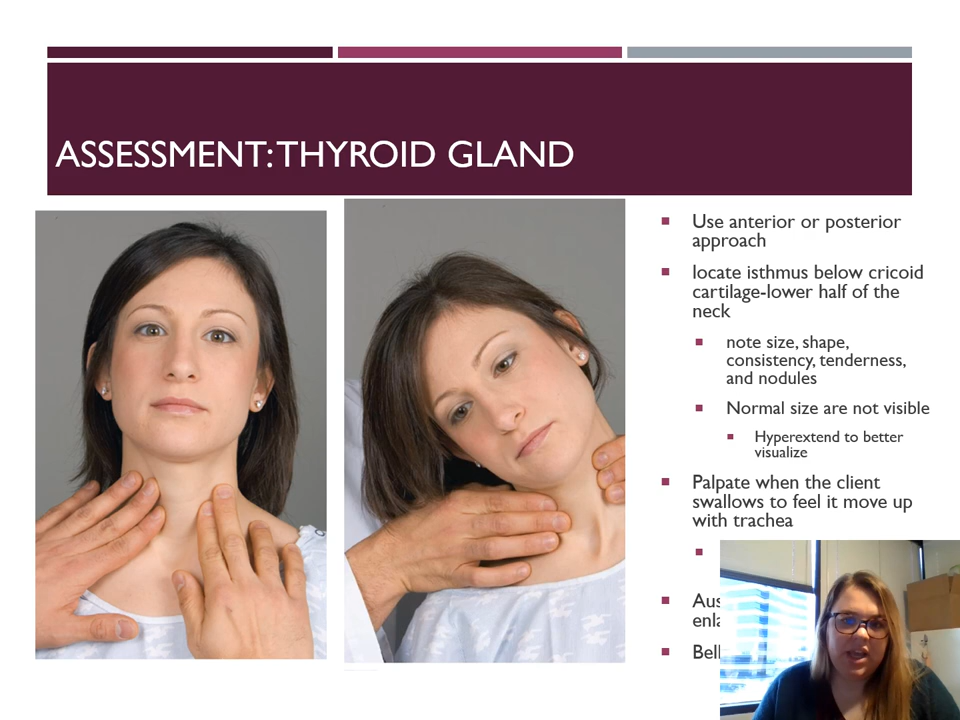 ASSESSMENT: THYROID GLAND
Use anterior or posterior
approach
locate isthmus below cricoid
cartilage-lower half of the
neck
note size, shape,
consistency, tenderness,
and nodules
Normal size are not visible
Hyperextend to better
visualize
Palpate when the client
swallows to feel it move up
with trachea